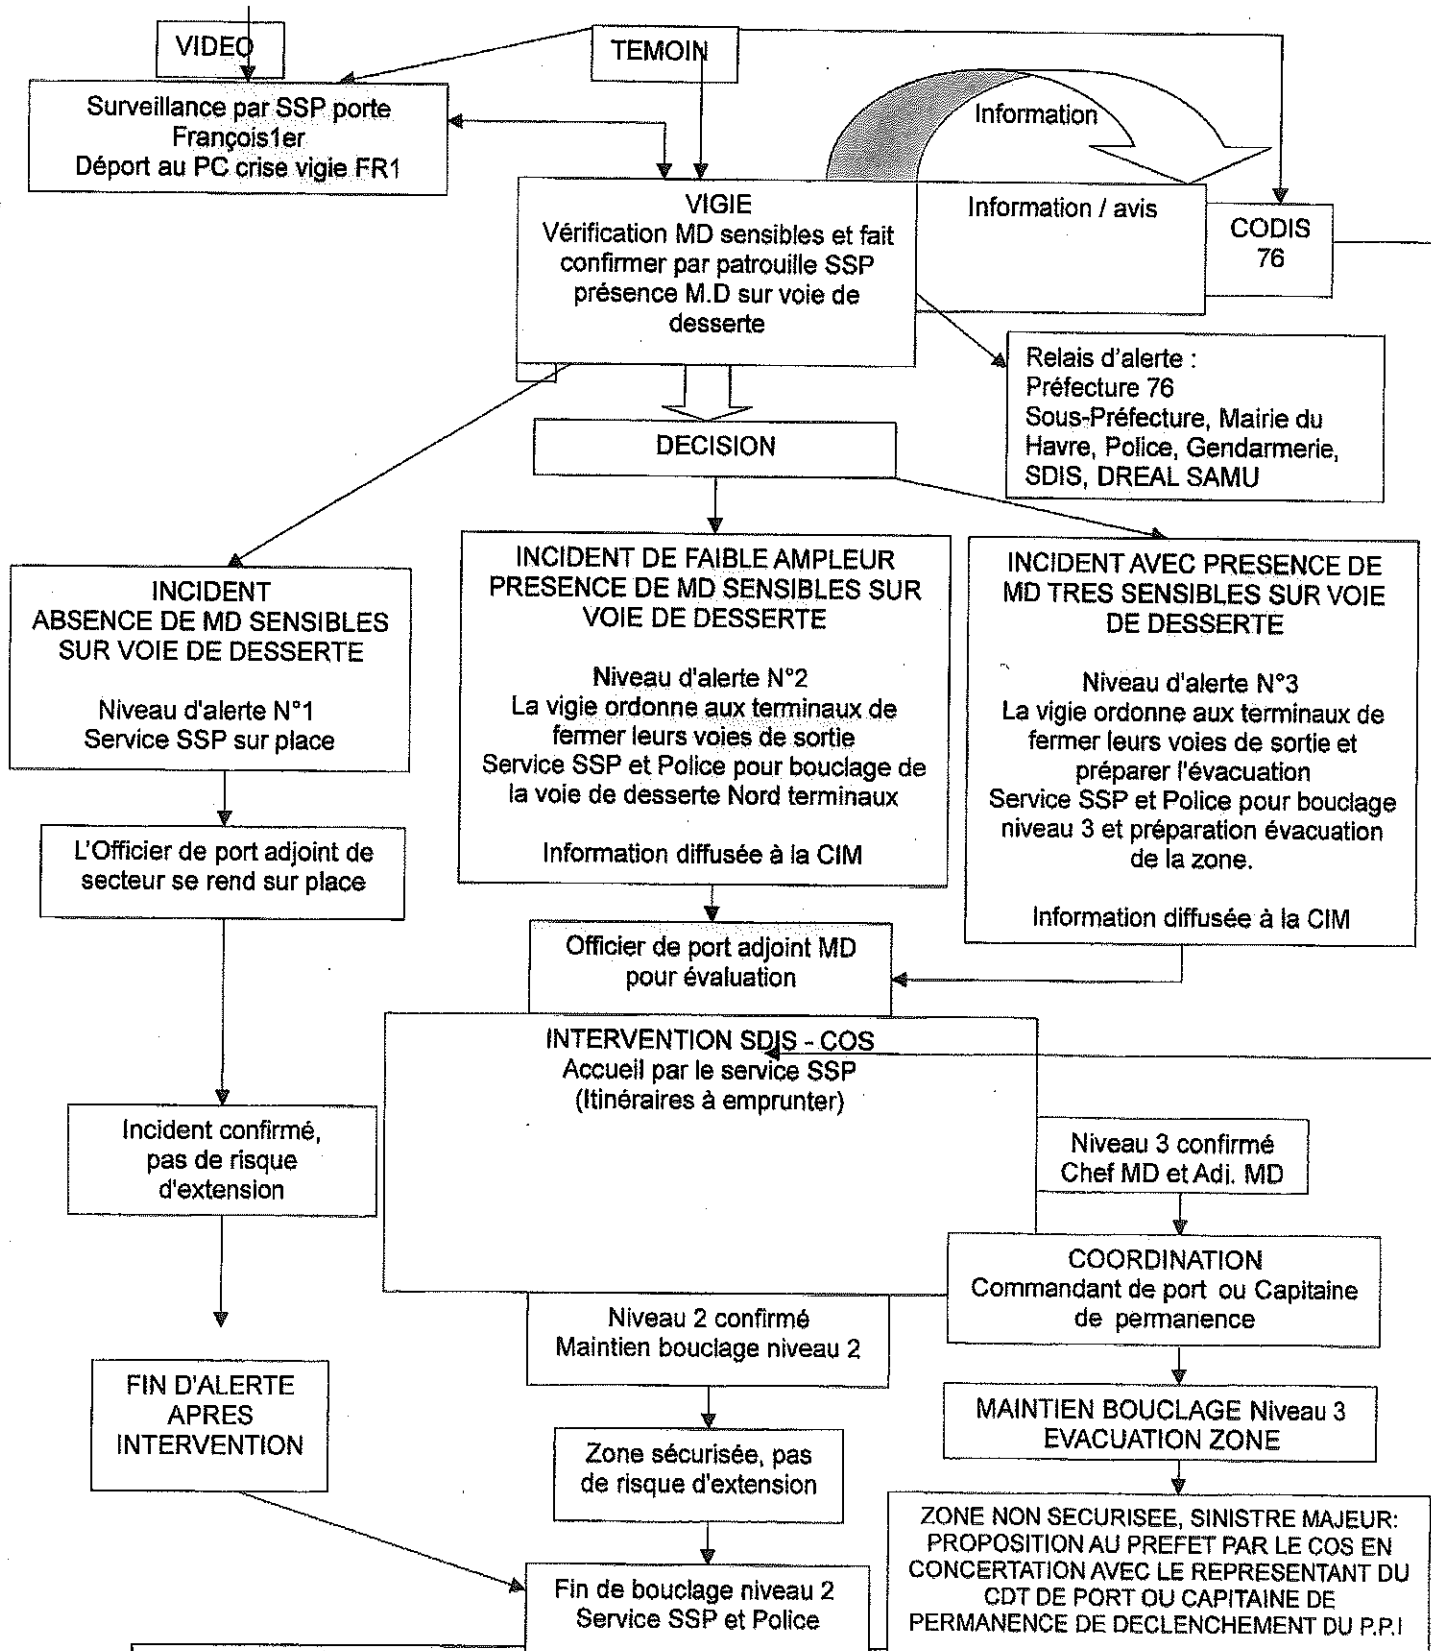 VIDEO
TEMOIN
Surveillance par SSP porte
François1er
Déport au PC crise vigie FR1
Information
VIGIE
Vérification MD sensibles et fait
confirmer par patrouille SSP
présence M.D sur voie de
desserte
Information / avis
CODIS
76
Relais d'alerte :
Préfecture 76
Sous-Préfecture, Mairie du
Havre, Police, Gendarmerie,
SDIS, DREAL SAMU
DECISION
INCIDENT
ABSENCE DE MD SENSIBLES
SUR VOIE DE DESSERTE
Niveau d'alerte N°1
Service SSP sur place
INCIDENT DE FAIBLE AMPLEUR
PRESENCE DE MD SENSIBLES SUR
VOIE DE DESSERTE
Niveau d'alerte N°2
La vigie ordonne aux terminaux de
fermer leurs voies de sortie
Service SSP et Police pour bouclage de
la voie de desserte Nord terminaux
Information diffusée à la CIM
INCIDENT AVEC PRESENCE DE
MD TRES SENSIBLES SUR VOIE
DE DESSERTE
Niveau d'alerte N°3
La vigie ordonne aux terminaux de
fermer leurs voies de sortie et
préparer l'évacuation
Service SSP et Police pour bouclage
niveau 3 et préparation évacuation
de la zone.
Information diffusée à la CIM
L'Officier de port adjoint de
secteur se rend sur place
Officier de port adjoint MD
pour évaluation
INTERVENTION SDIS - COS
Accueil par le service SSP
(Itinéraires à emprunter)
Incident confirmé,
pas de risque
d'extension
Niveau 3 confirmé
Chef MD et Adj. MD
COORDINATION
Commandant de port ou Capitaine
de permanence
Niveau 2 confirmé
Maintien bouclage niveau 2
FIN D'ALERTE
APRES
INTERVENTION
MAINTIEN BOUCLAGE Niveau 3
EVACUATION ZONE
Zone sécurisée, pas
de risque d'extension
ZONE NON SECURISEE, SINISTRE MAJEUR:
PROPOSITION AU PREFET PAR LE COS EN
CONCERTATION AVEC LE REPRESENTANT DU
CDT DE PORT OU CAPITAINE DE
PERMANENCE DE DECLENCHEMENT DU P.P.I
Fin de bouclage niveau 2
Service SSP et Police